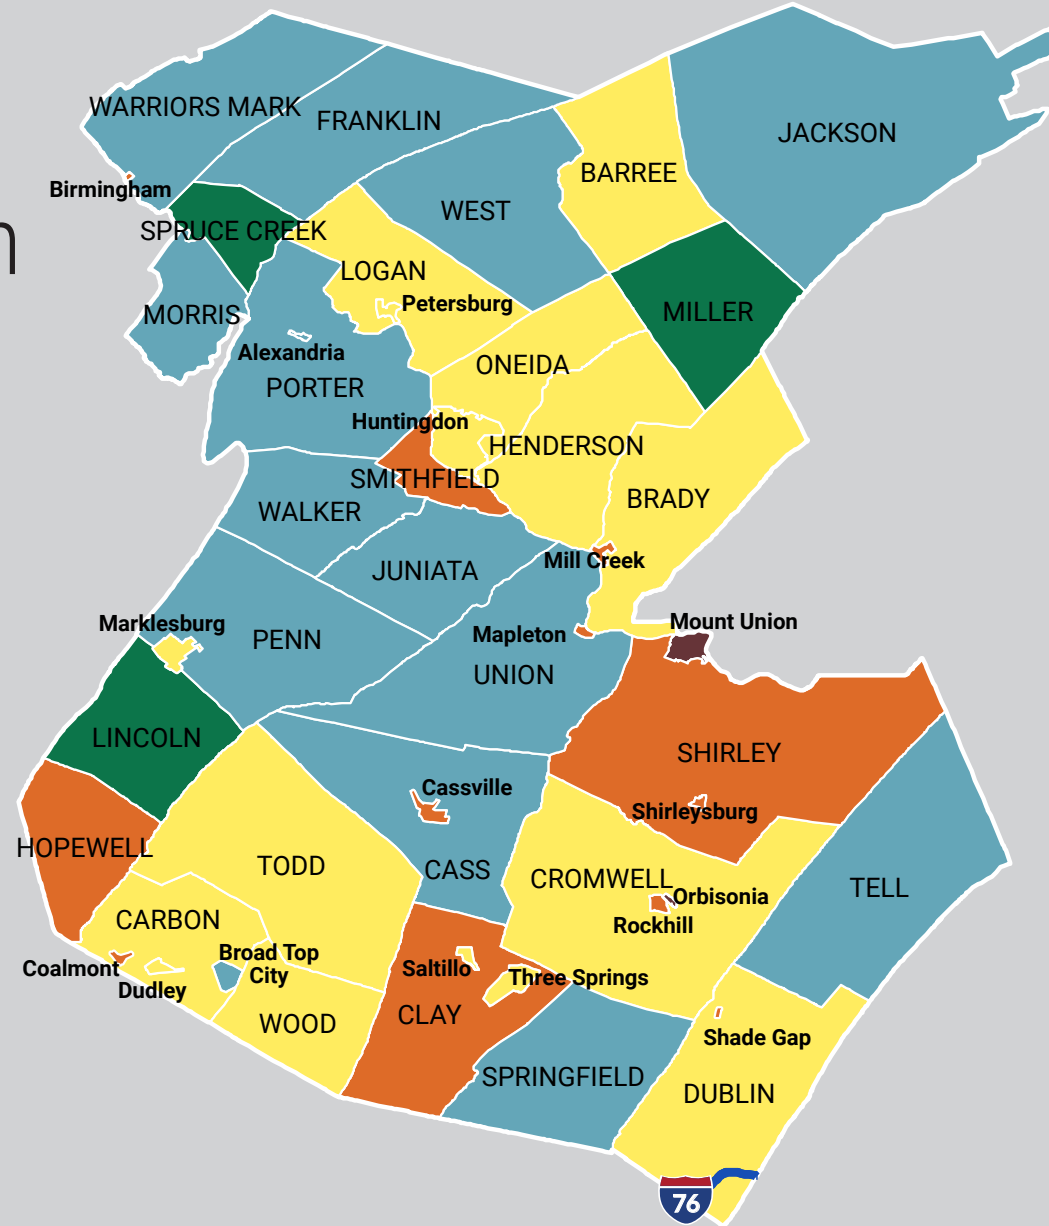 WARRIORS MARK
FRANKLIN
JACKSON
BARREE
Birmingham
WEST
SPRUCE CREEK
n
LOGAN
Petersburg
MILLER
MORRIS
Alexandria
ONEIDA
PORTER
Huntingdon
HENDERSON
SMITHFIELD
BRADY
WALKER
Mill Creek
JUNIATA
Marklesburg
Mount Union
Mapleton
PENN
UNION
LINCOLN
SHIRLEY
Cassville
Shirleysburg
HOPEWELL
TODD
CASS
CROMWELL
TELL
Orbisonia
CARBON
Rockhill
Broad Top
City
Coalmont
Saltillo
Three Springs
Dudley
CLAY
WOOD
Shade Gap
SPRINGFIELD
DUBLIN
76